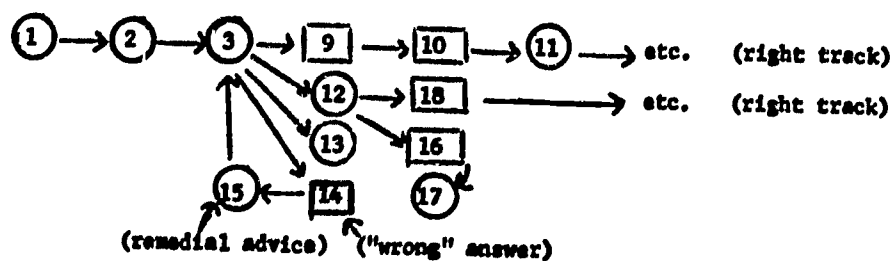 1 2 3 9 10 11 etc. (right track)
12 18 etc. (right track)
13 16
15 14 17
(remedial advice) ("wrong" answer)